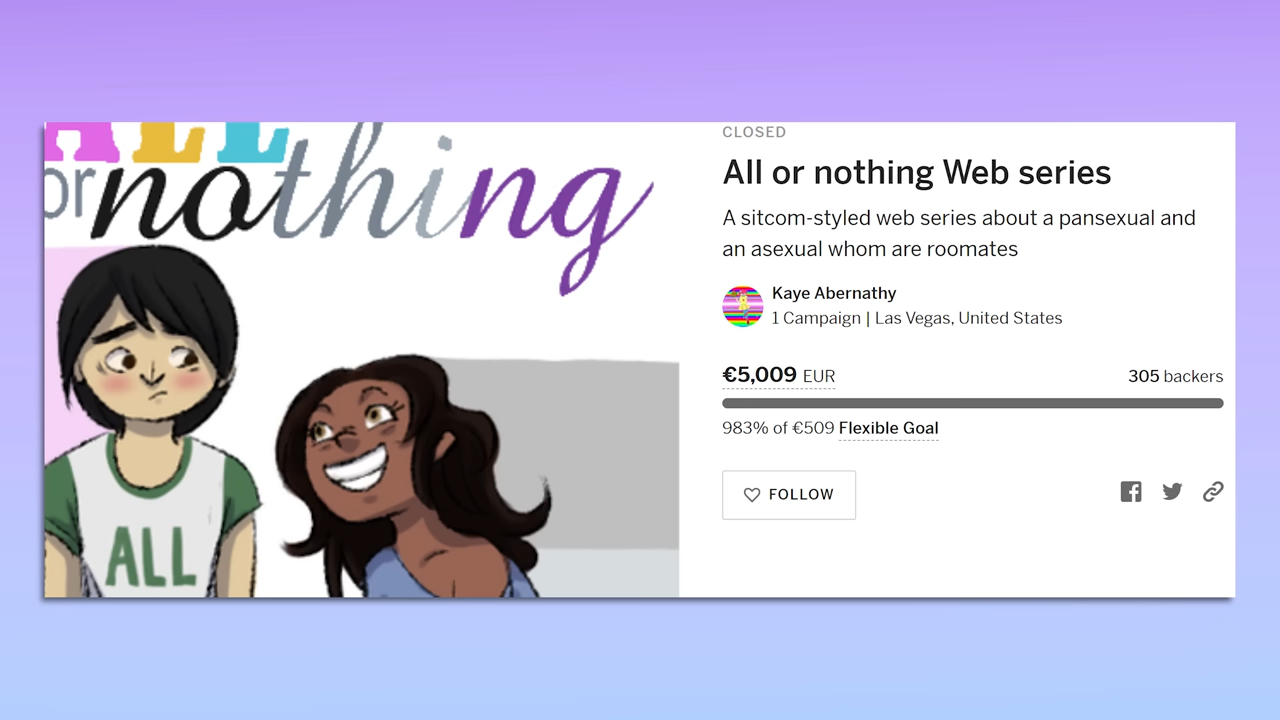 ALL
or nothing
ALL
CLOSED
All or nothing Web series
A sitcom-styled web series about a pansexual and
an asexual whom are roomates
Kaye Abernathy
1 Campaign | Las Vegas, United States
€5,009 EUR
305 backers
983% of €509 Flexible Goal
FOLLOW